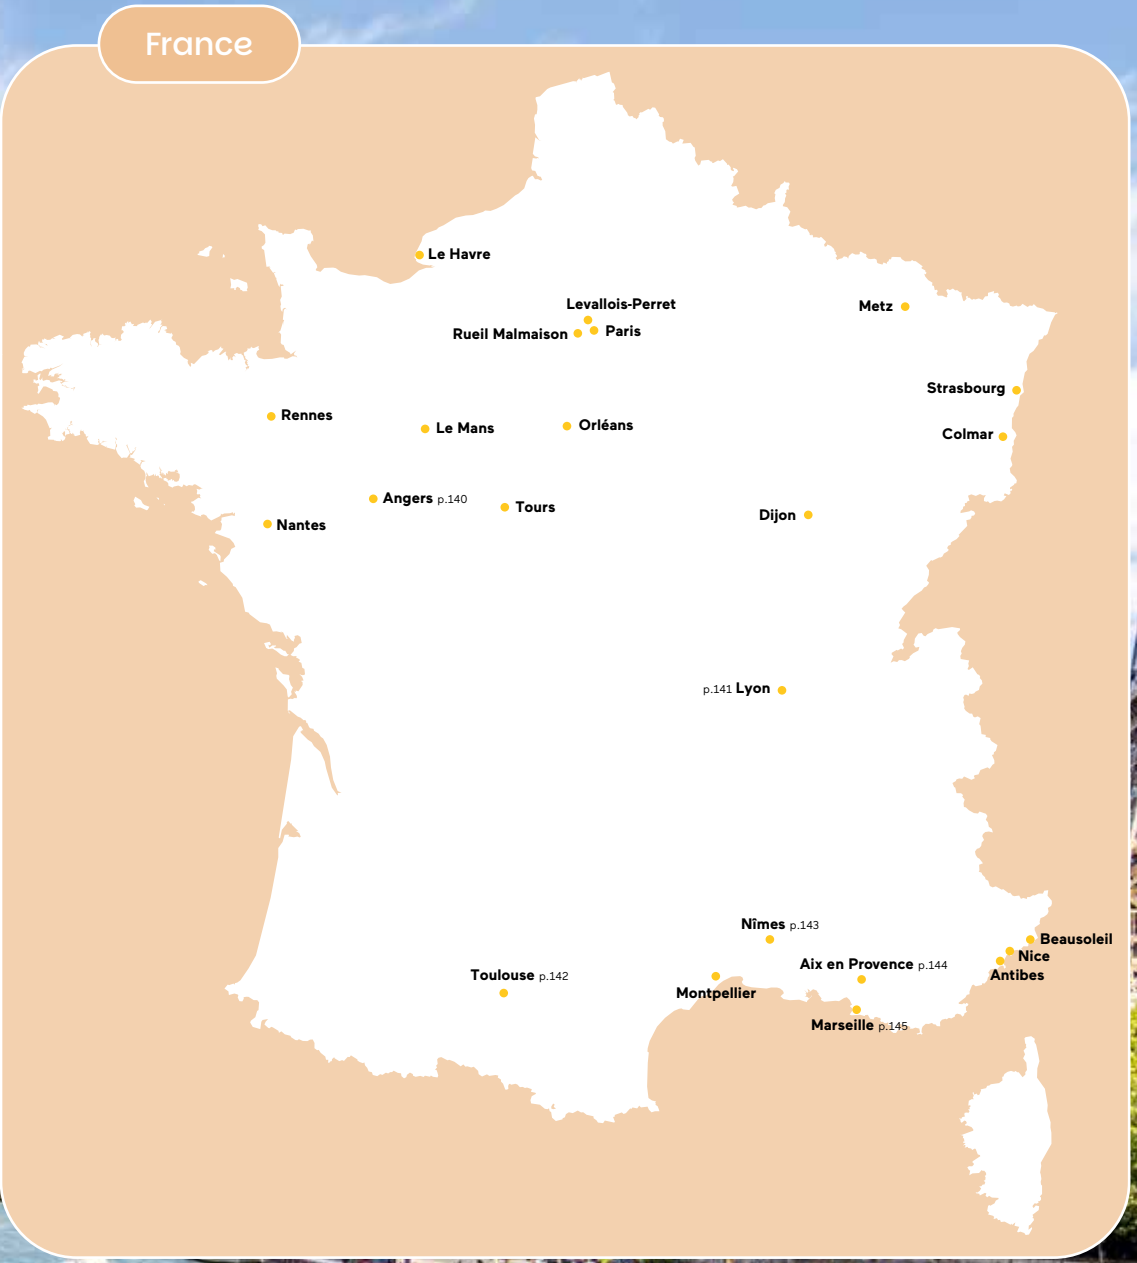 France
Le Havre
Levallois-Perret
Metz
Rueil Malmaison
Paris
Strasbourg
Rennes
Le Mans
Orléans
Colmar
Angers p.140
Tours
Dijon
Nantes
p.141 Lyon
Nîmes p.143
Beausoleil
Nice
Aix en Provence p.144
Toulouse p.142
Antibes
Montpellier
Marseille p.145